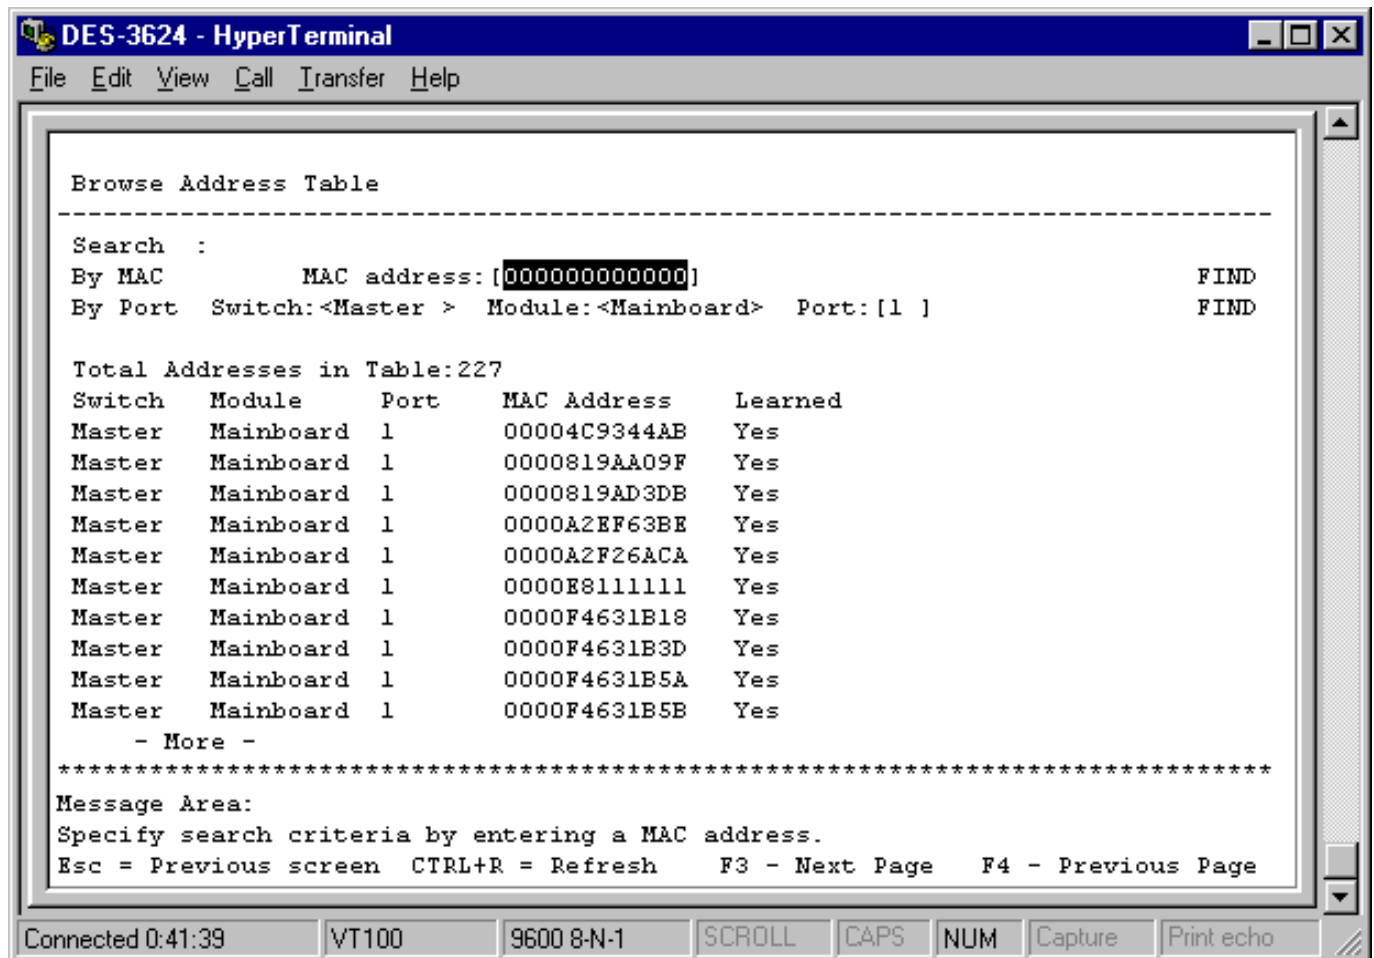 DES-3624 - HyperTerminal
File Edit View Call Transfer Help
Browse Address Table
-------------------------------------------------------------------------------
Search :
By MAC MAC address:[000000000000] FIND
By Port Switch:<Master > Module:<Mainboard> Port:[1 ] FIND
Total Addresses in Table:227
Switch Module Port MAC Address Learned
Master Mainboard 1 00004C9344AB Yes
Master Mainboard 1 0000819AA09F Yes
Master Mainboard 1 0000819AD3DB Yes
Master Mainboard 1 0000A2EF63BE Yes
Master Mainboard 1 0000A2F26ACA Yes
Master Mainboard 1 0000E8111111 Yes
Master Mainboard 1 0000F4631B18 Yes
Master Mainboard 1 0000F4631B3D Yes
Master Mainboard 1 0000F4631B5A Yes
Master Mainboard 1 0000F4631B5B Yes
- More -
*******************************************************************************
Message Area:
Specify search criteria by entering a MAC address.
Esc = Previous screen CTRL+R = Refresh F3 - Next Page F4 - Previous Page
Connected 0:41:39 VT100 9600 8-N-1 SCROLL CAPS NUM Capture Print echo